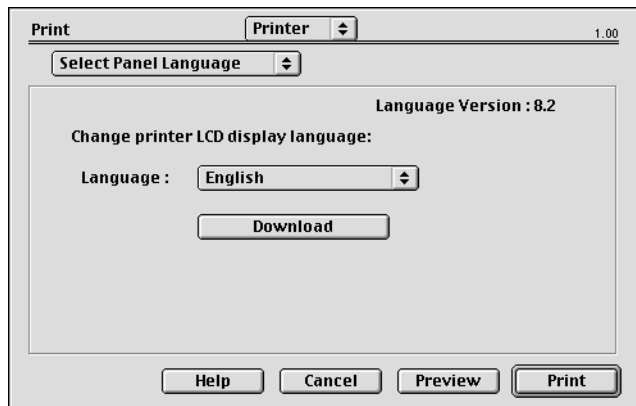 Print Printer 1.00
Select Panel Language
Language Version : 8.2
Change printer LCD display language:
Language : English
Download
Help Cancel Preview Print